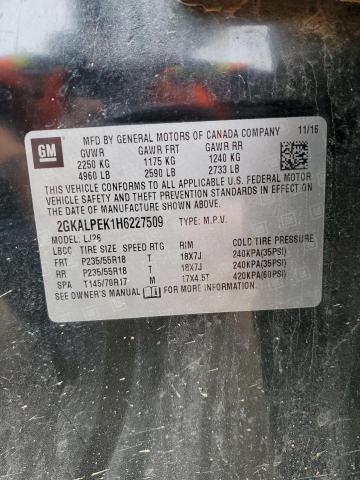 GM
MFD BY GENERAL MOTORS OF CANADA COMPANY 11/16
GVWR GAWR FRT GAWR RR
2250 KG 1175 KG 1240 KG
4960 LB 2590 LB 2733 LB
THIS VEHICLE CONFORMS TO ALL APPLICABLE U.S. FEDERAL MOTOR
VEHICLE SAFETY, BUMPER, AND THEFT PREVENTION STANDARDS
IN EFFECT ON THE DATE OF MANUFACTURE SHOWN ABOVE.
2GKALPEK1H6227509 TYPE: M.P.V.
MODEL: LJ26
LBCC TIRE SIZE SPEED RTG RIM COLD TIRE PRESSURE
FRT P235/55R18 T 18X7J 240KPA(35PSI)
RR P235/55R18 T 18X7J 240KPA(35PSI)
SPA T145/70R17 M 17X4.5T 420KPA(60PSI)
SEE OWNER'S MANUAL FOR MORE INFORMATION.